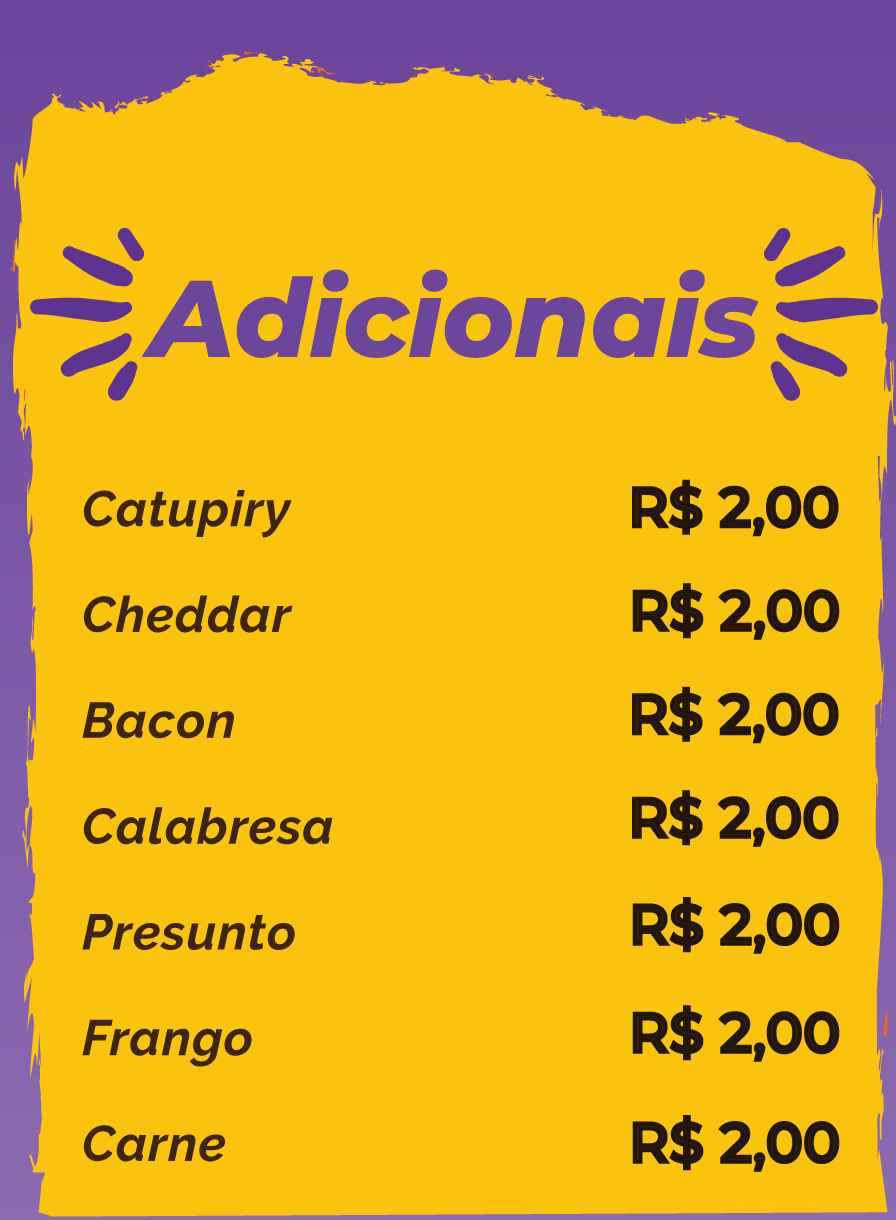 Adicionais
Catupiry R$ 2,00
Cheddar R$ 2,00
Bacon R$ 2,00
Calabresa R$ 2,00
Presunto R$ 2,00
Frango R$ 2,00
Carne R$ 2,00